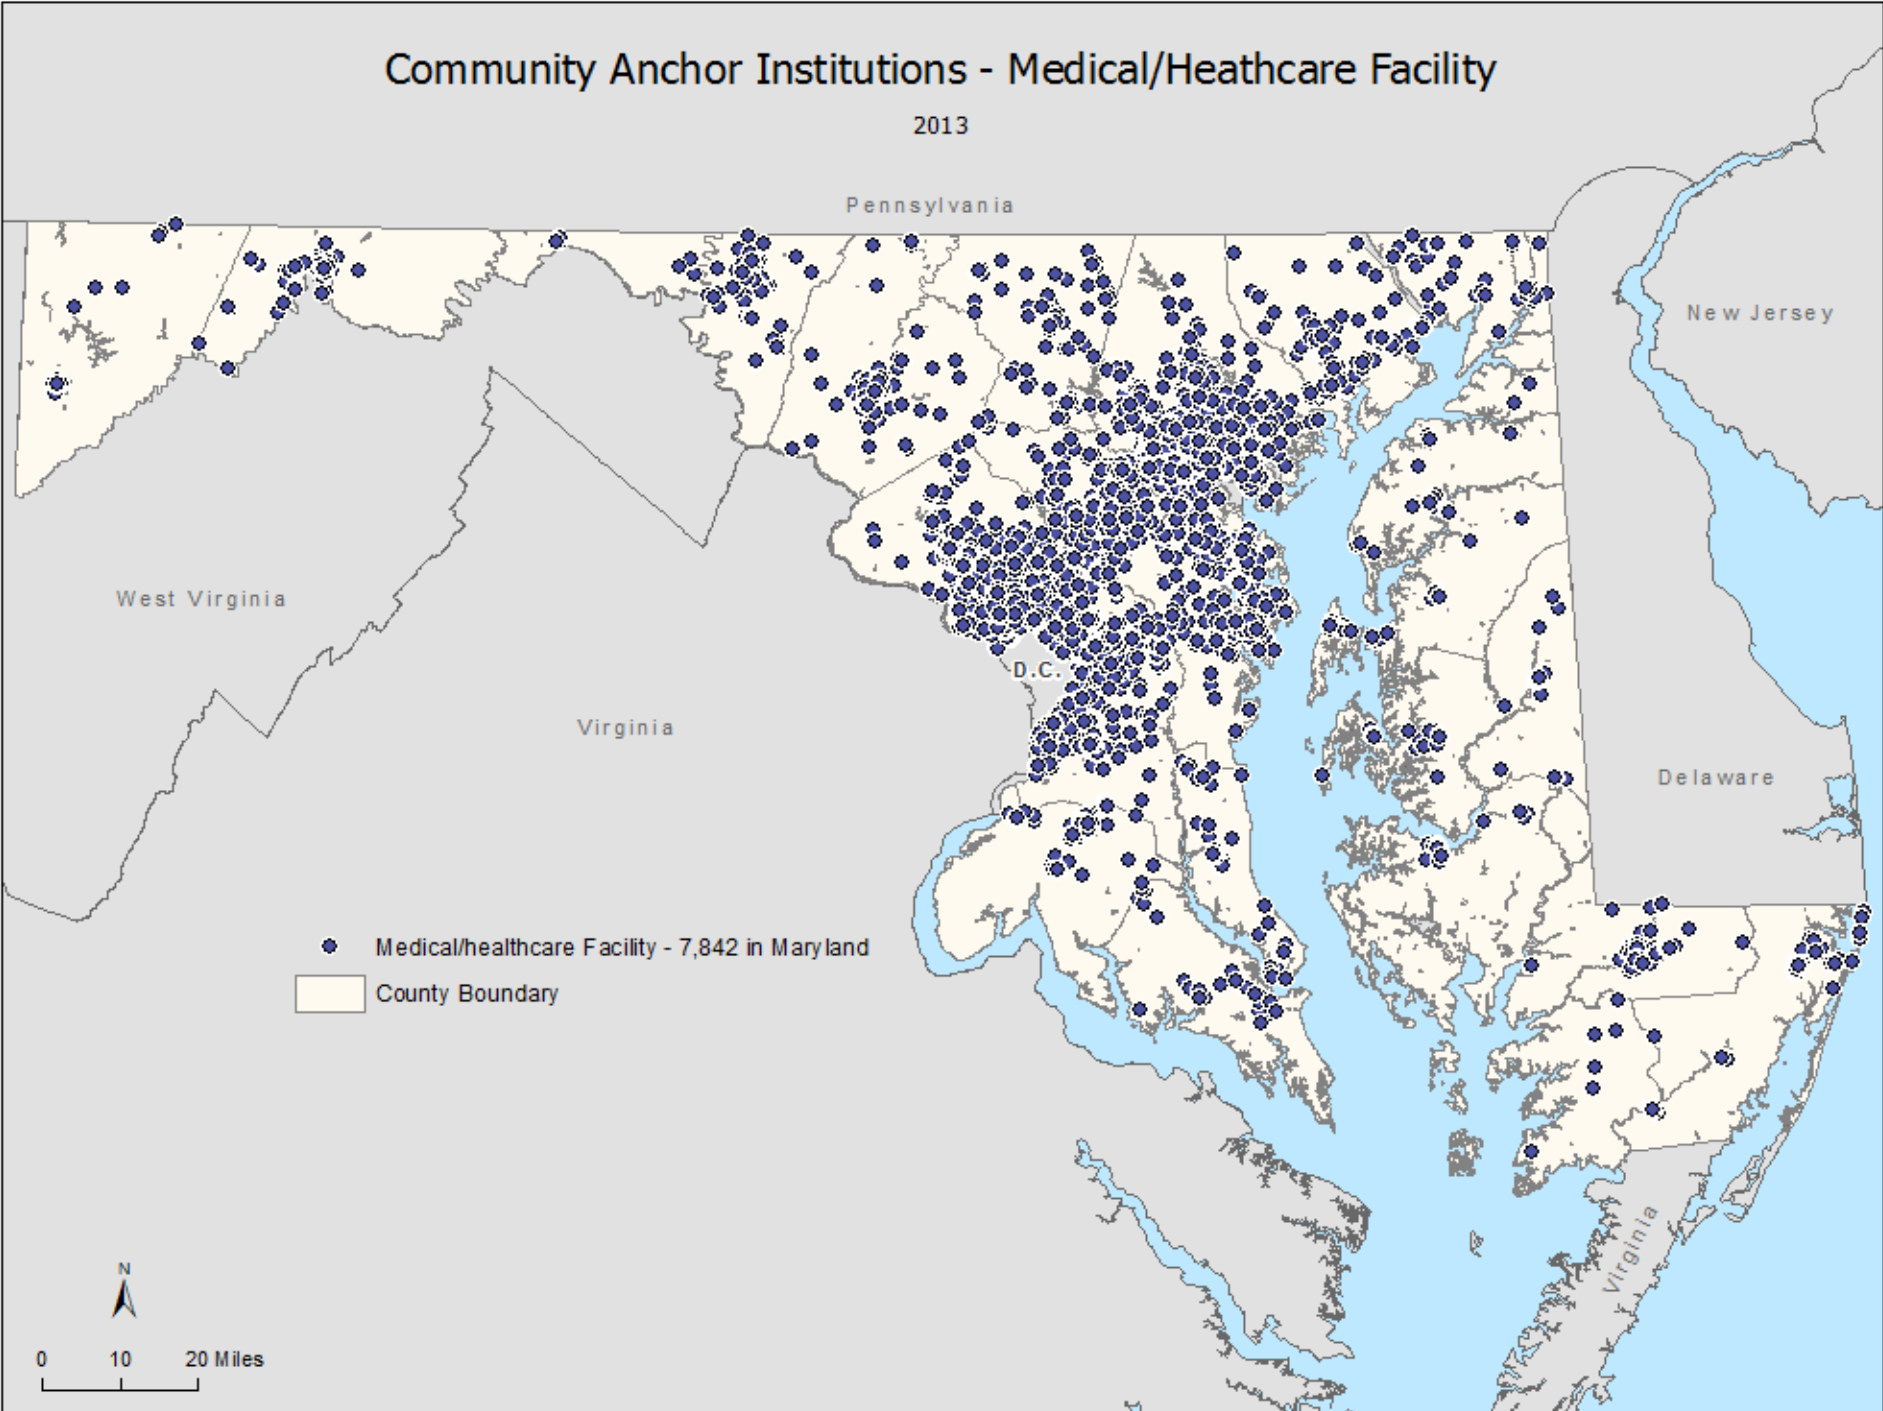 Community Anchor Institutions - Medical/Heathcare Facility
2013
Pennsylvania
New Jersey
West Virginia
D.C.
Virginia
Delaware
Medical/healthcare Facility - 7,842 in Maryland
County Boundary
Virginia
N
0 10 20 Miles